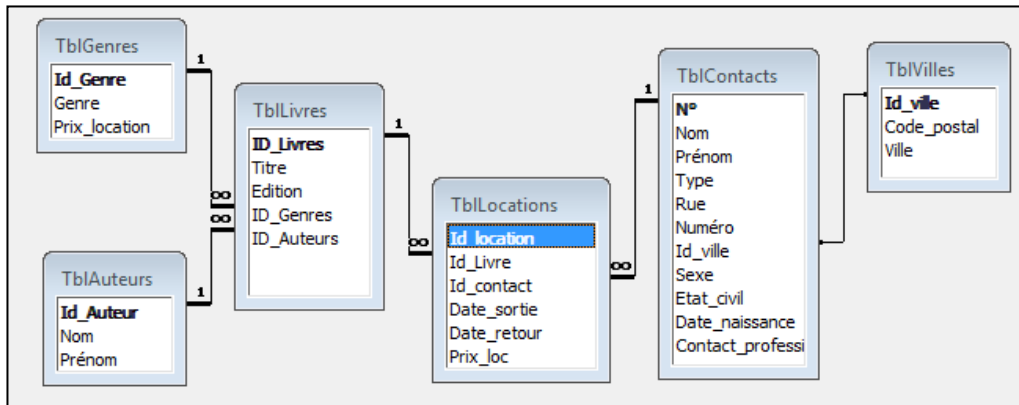 TblGenres
Id_Genre
Genre
Prix_location
1
∞
∞
TblAuteurs
Id_Auteur
Nom
Prénom
1
TblLivres
ID_Livres
Titre
Edition
ID_Genres
ID_Auteurs
1
∞
TblLocations
Id_location
Id_Livre
Id_contact
Date_sortie
Date_retour
Prix_loc
∞
1
TblContacts
N°
Nom
Prénom
Type
Rue
Numéro
Id_ville
Sexe
Etat_civil
Date_naissance
Contact_professi
TblVilles
Id_ville
Code_postal
Ville